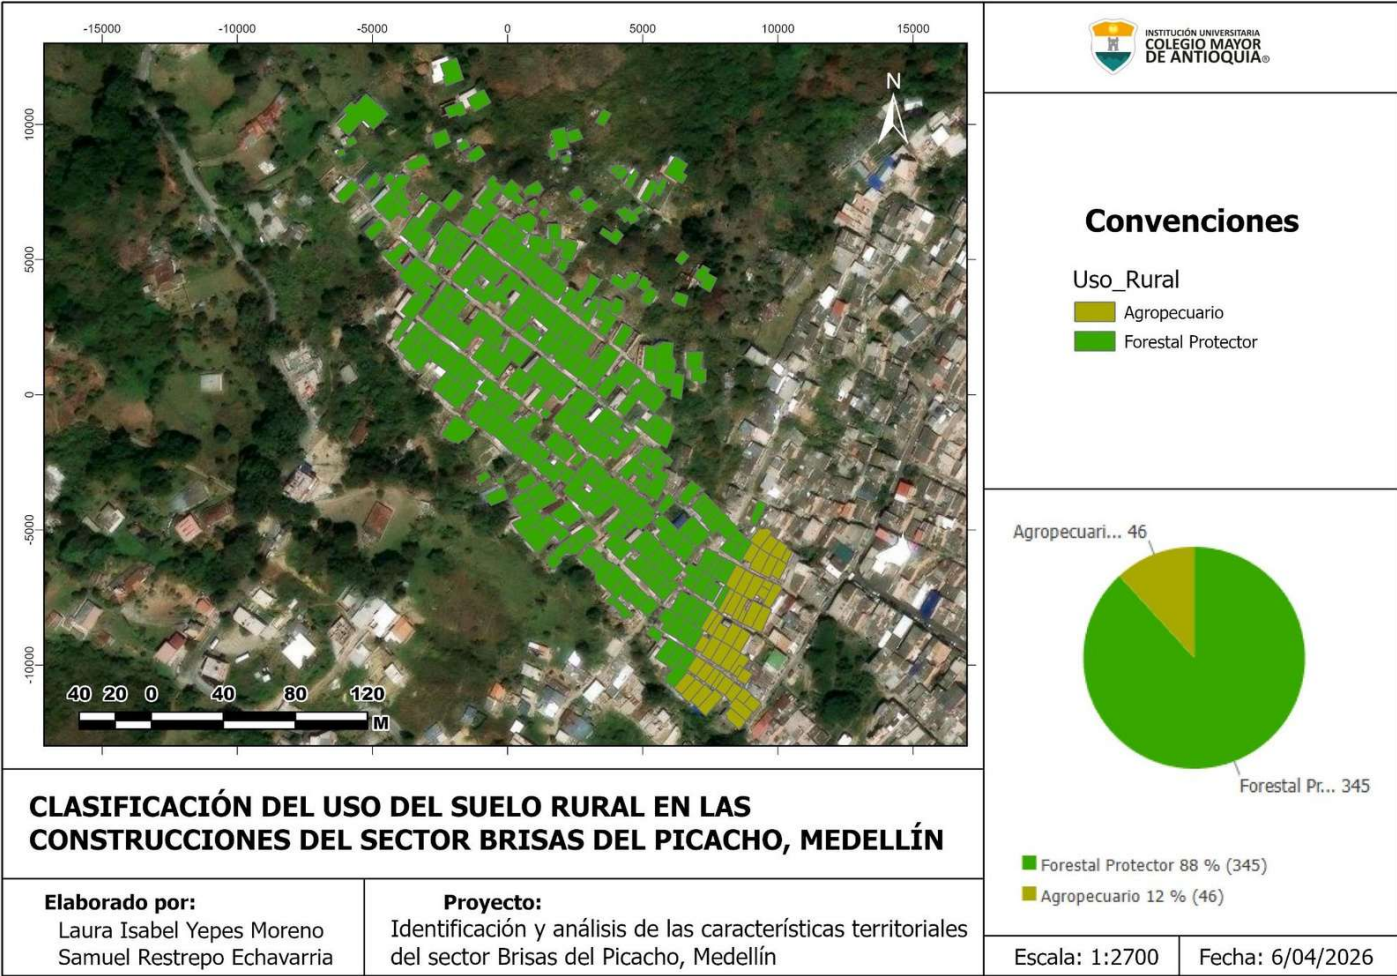 -15000 -10000 -5000 0 5000 10000 15000
10000
5000
0
-5000
-10000
N
40 20 0 40 80 120
M
INSTITUCIÓN UNIVERSITARIA
COLEGIO MAYOR
DE ANTIOQUIA®
Convenciones
Uso_Rural
Agropecuario
Forestal Protector
Agropecuari... 46
Forestal Pr... 345
Forestal Protector 88 % (345)
Agropecuario 12 % (46)
CLASIFICACIÓN DEL USO DEL SUELO RURAL EN LAS
CONSTRUCCIONES DEL SECTOR BRISAS DEL PICACHO, MEDELLÍN
Elaborado por:
Laura Isabel Yepes Moreno
Samuel Restrepo Echavarria
Proyecto:
Identificación y análisis de las características territoriales
del sector Brisas del Picacho, Medellín
Escala: 1:2700
Fecha: 6/04/2026